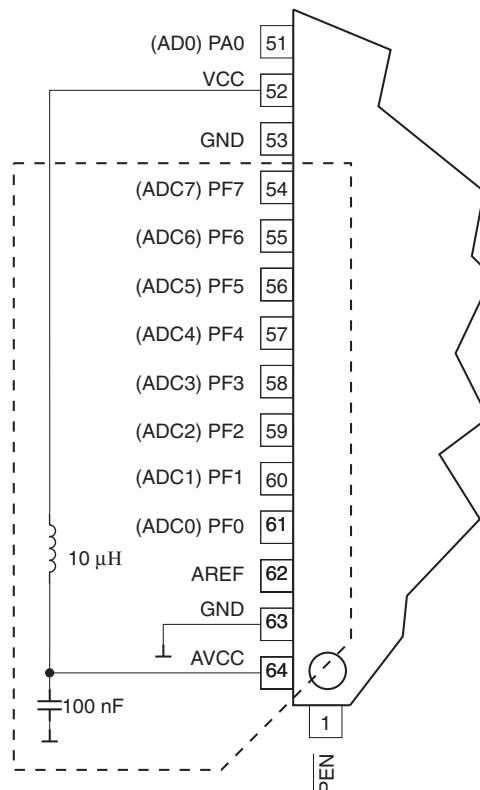 (AD0) PA0 51
VCC 52
GND 53
(ADC7) PF7 54
(ADC6) PF6 55
(ADC5) PF5 56
(ADC4) PF4 57
(ADC3) PF3 58
(ADC2) PF2 59
(ADC1) PF1 60
(ADC0) PF0 61
10 μH
AREF 62
GND 63
AVCC 64
100 nF
1
PEN